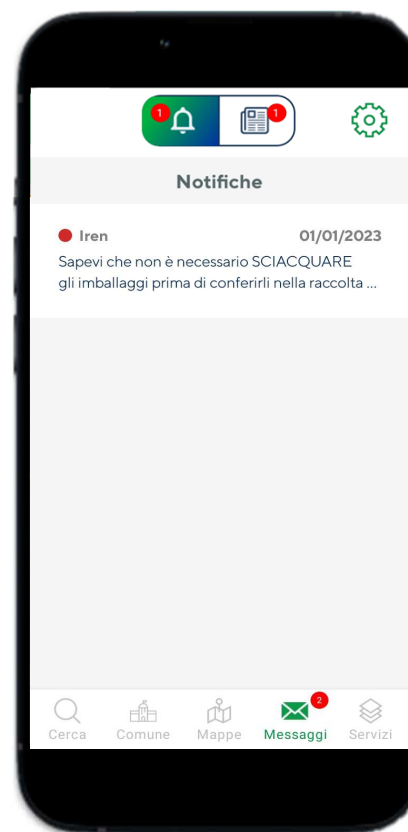 1
1
Notifiche
Iren 01/01/2023
Sapevi che non è necessario SCIACQUARE
gli imballaggi prima di conferirli nella raccolta ...
2
Cerca Comune Mappe Messaggi Servizi